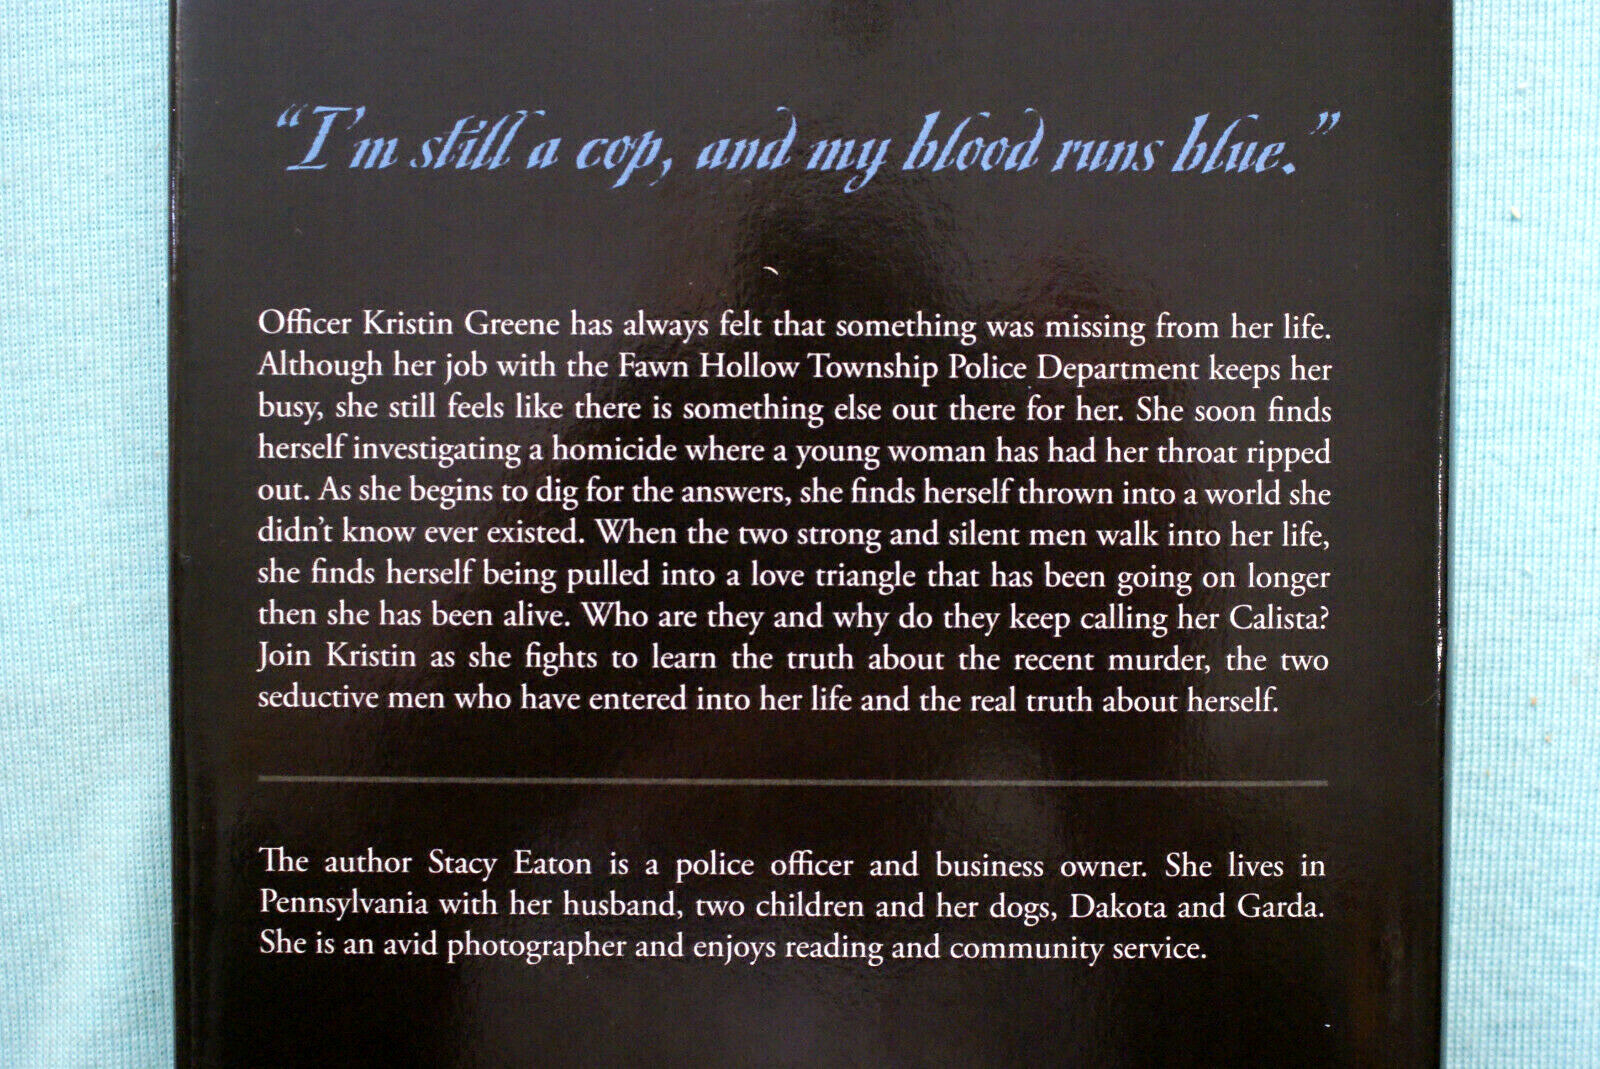 “I’m still a cop, and my blood runs blue.”
Officer Kristin Greene has always felt that something was missing from her life.
Although her job with the Fawn Hollow Township Police Department keeps her
busy, she still feels like there is something else out there for her. She soon finds
herself investigating a homicide where a young woman has had her throat ripped
out. As she begins to dig for the answers, she finds herself thrown into a world she
didn’t know ever existed. When the two strong and silent men walk into her life,
she finds herself being pulled into a love triangle that has been going on longer
then she has been alive. Who are they and why do they keep calling her Calista?
Join Kristin as she fights to learn the truth about the recent murder, the two
seductive men who have entered into her life and the real truth about herself.
The author Stacy Eaton is a police officer and business owner. She lives in
Pennsylvania with her husband, two children and her dogs, Dakota and Garda.
She is an avid photographer and enjoys reading and community service.